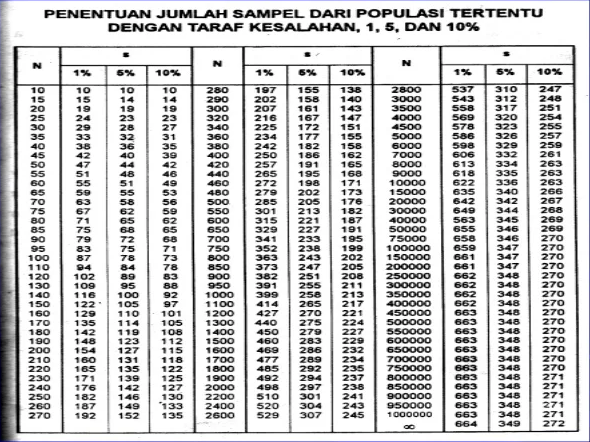 PENENTUAN JUMLAH SAMPEL DARI POPULASI TERTENTU
DENGAN TARAF KESALAHAN, 1, 5, DAN 10%
N s N s N s
1% 5% 10% 1% 5% 10% 1% 5% 10%
10 10 10 10 280 197 155 138 2800 537 310 247
15 15 14 14 290 202 158 140 3000 543 312 248
20 19 19 19 300 207 161 143 3500 558 317 251
25 24 23 23 320 216 167 147 4000 569 320 254
30 29 28 27 340 225 172 151 4500 578 323 255
35 33 32 31 360 234 177 155 5000 586 326 257
40 38 36 35 380 242 182 158 6000 598 329 259
45 42 40 39 400 250 186 162 7000 606 332 261
50 47 44 42 420 257 191 165 8000 613 334 263
55 51 48 46 440 265 195 168 9000 618 335 263
60 55 51 49 460 272 198 171 10000 622 336 263
65 59 55 53 480 279 202 173 15000 635 340 266
70 63 58 56 500 285 205 176 20000 642 342 267
75 67 62 59 550 301 213 182 30000 649 344 268
80 71 65 62 600 315 221 187 40000 563 345 269
85 75 68 65 650 329 227 191 50000 655 346 269
90 79 72 68 700 341 233 195 75000 658 346 270
95 83 75 71 750 352 238 199 100000 659 347 270
100 87 78 73 800 363 243 202 150000 661 347 270
110 94 84 78 850 373 247 205 200000 661 347 270
120 102 89 83 900 382 251 208 250000 662 348 270
130 109 95 88 950 391 255 211 300000 662 348 270
140 116 100 92 1000 399 258 213 350000 662 348 270
150 122 105 97 1100 414 265 217 400000 662 348 270
160 129 110 101 1200 427 270 221 450000 663 348 270
170 135 114 105 1300 440 275 224 500000 663 348 270
180 142 119 108 1400 450 279 227 550000 663 348 270
190 148 123 112 1500 460 283 229 600000 663 348 270
200 154 127 115 1600 469 286 232 650000 663 348 270
210 160 131 118 1700 477 289 234 700000 663 348 270
220 165 135 122 1800 485 292 235 750000 663 348 270
230 171 139 125 1900 492 294 237 800000 663 348 271
240 176 142 127 2000 498 297 238 850000 663 348 271
250 182 146 130 2200 510 301 241 900000 663 348 271
260 187 149 133 2400 520 304 243 950000 663 348 271
270 192 152 135 2600 529 307 245 1000000 663 348 271
∞ 664 349 272